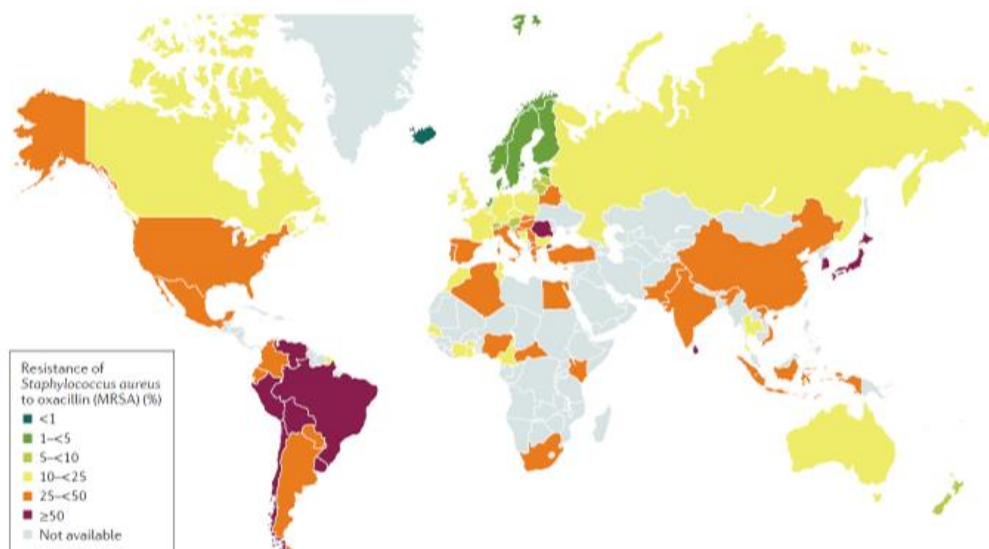 Resistance of
Staphylococcus aureus
to oxacillin (MRSA) (%)
<1
1–<5
5–<10
10–<25
25–<50
≥50
Not available